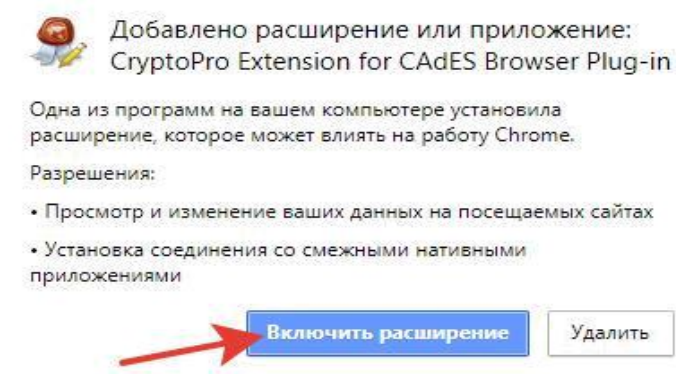 Добавлено расширение или приложение:
CryptoPro Extension for CAdES Browser Plug-in
Одна из программ на вашем компьютере установила
расширение, которое может влиять на работу Chrome.
Разрешения:
• Просмотр и изменение ваших данных на посещаемых сайтах
• Установка соединения со смежными нативными
приложениями
Включить расширение Удалить